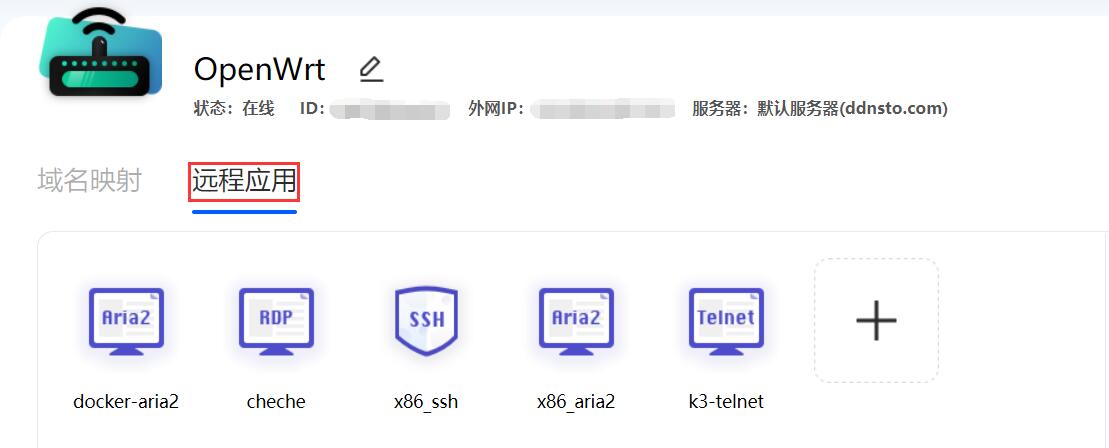 OpenWrt
状态：在线 ID： 外网IP： 服务器：默认服务器(ddnsto.com)
域名映射 远程应用
Aria2 RDP SSH Aria2 Telnet
docker-aria2 cheche x86_ssh x86_aria2 k3-telnet